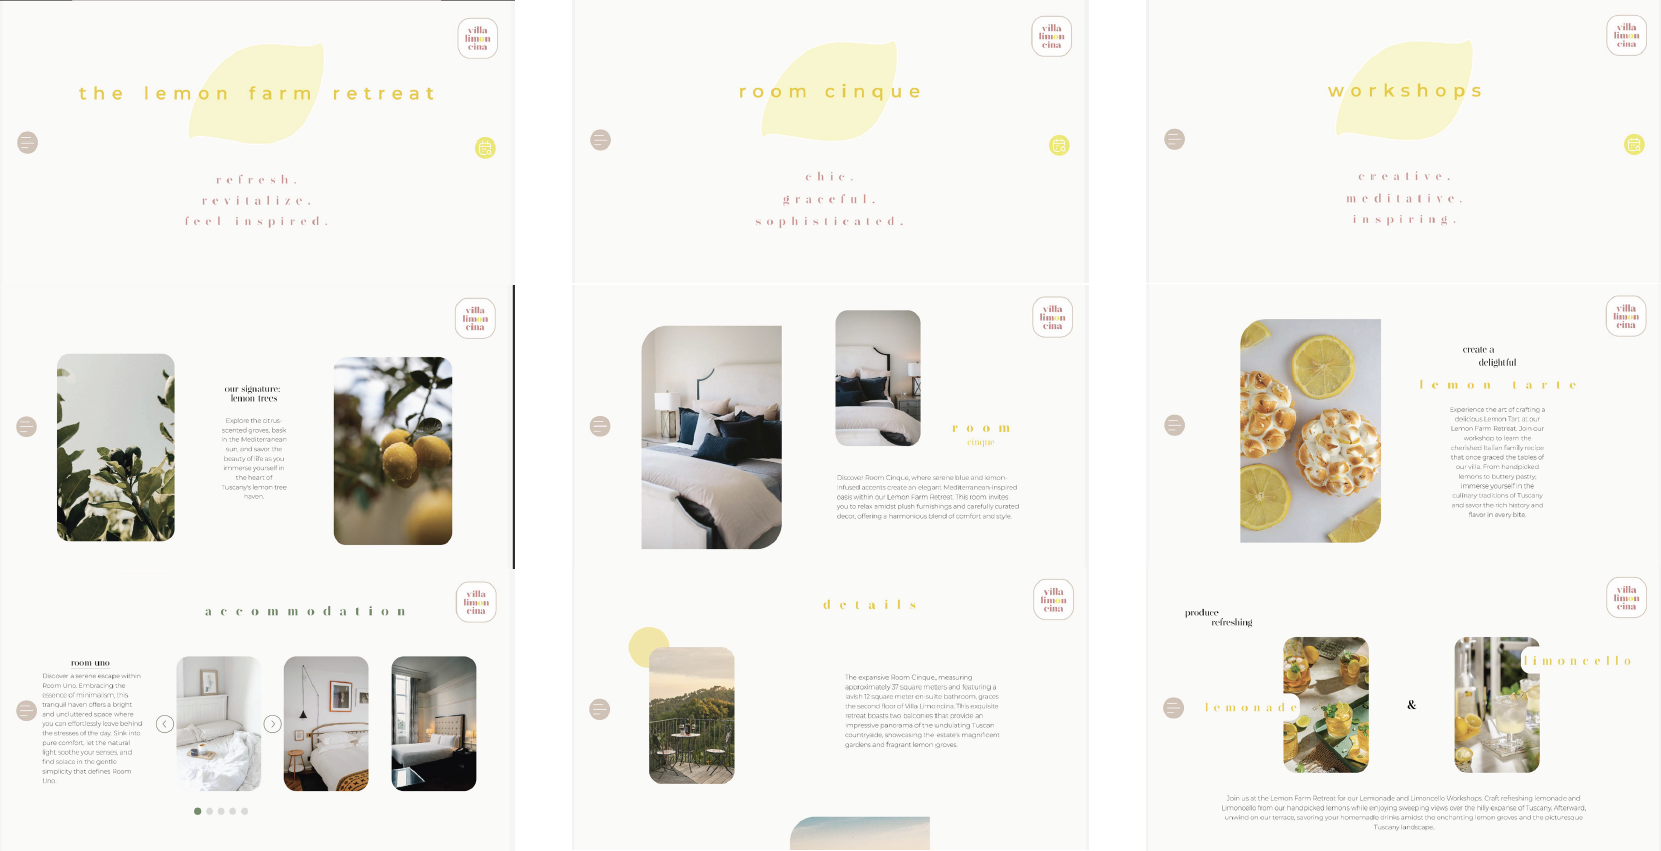 villa
limon
cina
the lemon farm retreat
refresh.
revitalize.
feel inspired.
villa
limon
cina
our signature:
lemon trees
Explore the citrus-
scented groves, bask
in the Mediterranean
sun, and savor the
beauty of life as you
immerse yourself in
the heart of
Tuscany's lemon tree
haven.
villa
limon
cina
accommodation
room uno
Discover a serene escape within
Room Uno. Embracing the
essence of minimalism, this
tranquil haven offers a bright
and uncluttered space where
you can effortlessly leave behind
the stresses of the day. Sink into
pure comfort, let the natural
light soothe your senses, and
find solace in the gentle
simplicity that defines Room
Uno.
villa
limon
cina
room cinque
chic.
graceful.
sophisticated.
villa
limon
cina
room
cinque
Discover Room Cinque, where serene blue and lemon-
infused accents create an elegant Mediterranean-inspired
oasis within our Lemon Farm Retreat. This room invites
you to relax amidst plush furnishings and carefully curated
decor, offering a harmonious blend of comfort and style.
villa
limon
cina
details
The expansive Room Cinque, measuring
approximately 37 square meters and featuring a
lavish 12 square meter en-suite bathroom, graces
the second floor of Villa Limoncina. This exquisite
retreat boasts two balconies that provide an
impressive panorama of the undulating Tuscan
countryside, showcasing the estate's magnificent
gardens and fragrant lemon groves.
villa
limon
cina
workshops
creative.
meditative.
inspiring.
villa
limon
cina
create a
delightful
lemon tarte
Experience the art of crafting a
delicious Lemon Tart at our
Lemon Farm Retreat. Join our
workshop to learn the
cherished Italian family recipe
that once graced the tables of
our villa. From handpicked
lemons to buttery pastry,
immerse yourself in the
culinary traditions of Tuscany
and savor the rich history and
flavor in every bite.
villa
limon
cina
produce
refreshing
lemonade
&
limoncello
Join us at the Lemon Farm Retreat for our Lemonade and Limoncello Workshops. Craft refreshing lemonade and
Limoncello from our handpicked lemons while enjoying sweeping views over the hilly expanse of Tuscany. Afterward,
unwind on our terrace, savoring your homemade drinks amidst the enchanting lemon groves and the picturesque
Tuscany landscape.